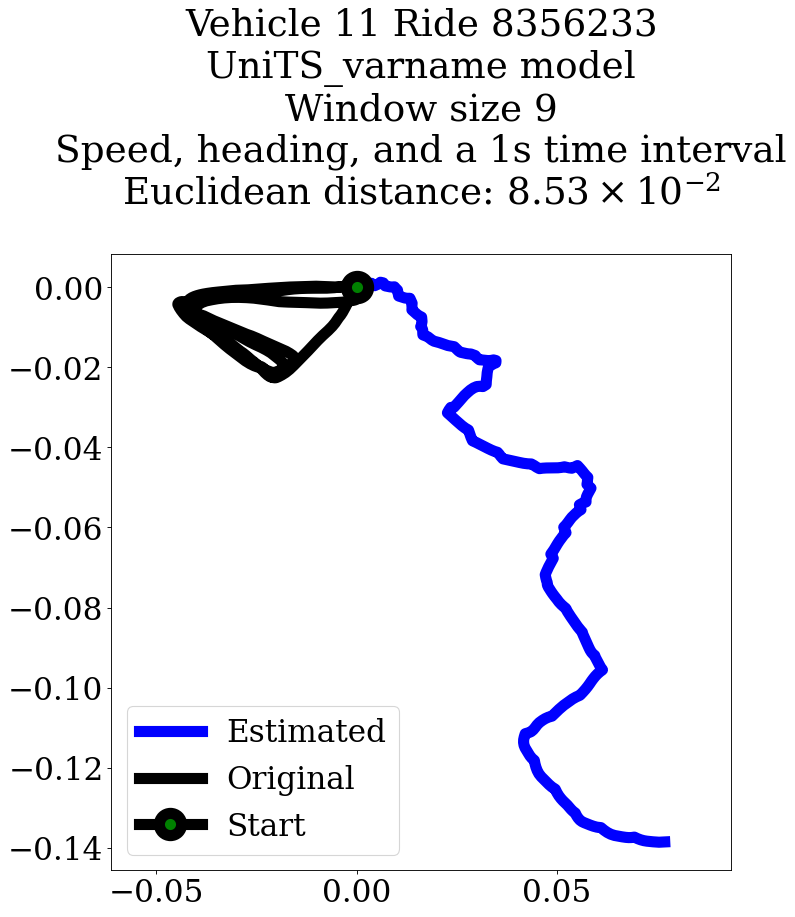 Vehicle 11 Ride 8356233
UniTS_varname model
Window size 9
Speed, heading, and a 1s time interval
Euclidean distance: 8.53 × 10⁻²
0.00
−0.02
−0.04
−0.06
−0.08
−0.10
−0.12
−0.14
Estimated
Original
Start
−0.05
0.00
0.05